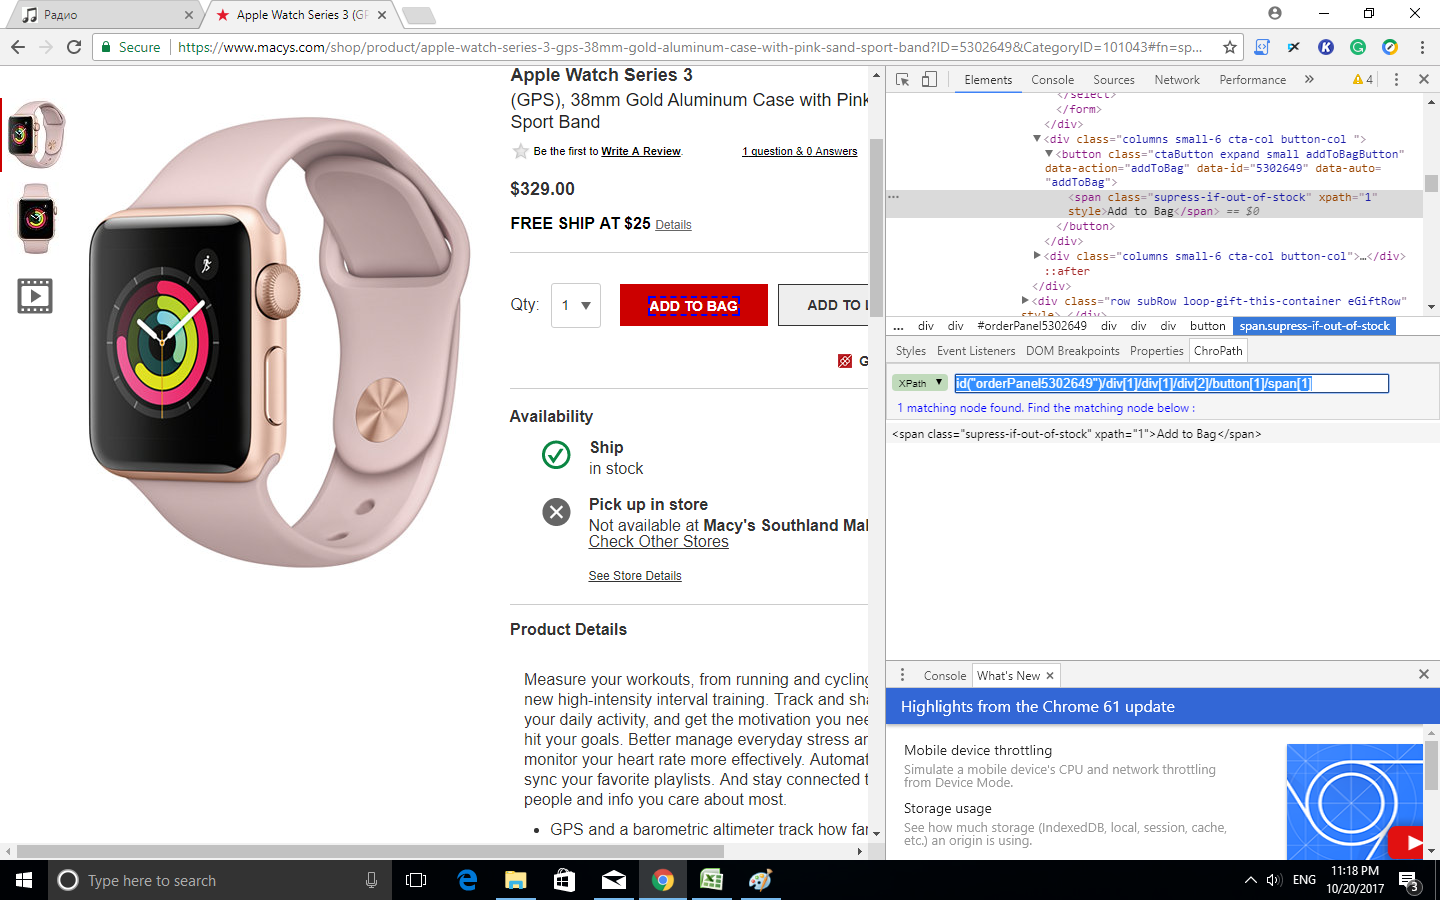 Радио
Apple Watch Series 3 (GP
Secure
https://www.macys.com/shop/product/apple-watch-series-3-gps-38mm-gold-aluminum-case-with-pink-sand-sport-band?ID=5302649&CategoryID=101043#fn=sp...
Apple Watch Series 3
(GPS), 38mm Gold Aluminum Case with Pink
Sport Band
Be the first to Write A Review.
1 question & 0 Answers
$329.00
FREE SHIP AT $25 Details
Qty: 1
ADD TO BAG
ADD TO
G
Availability
Ship
in stock
Pick up in store
Not available at Macy's Southland Mal
Check Other Stores
See Store Details
Product Details
Measure your workouts, from running and cycling
new high-intensity interval training. Track and sha
your daily activity, and get the motivation you nee
hit your goals. Better manage everyday stress an
monitor your heart rate more effectively. Automat
sync your favorite playlists. And stay connected t
people and info you care about most.
• GPS and a barometric altimeter track how far
Elements Console Sources Network Performance » 4
</select>
</form>
</div>
<div class="columns small-6 cta-col button-col ">
<button class="ctaButton expand small addToBagButton"
data-action="addToBag" data-id="5302649" data-auto=
"addToBag">
<span class="supress-if-out-of-stock" xpath="1"
style>Add to Bag</span> == $0
</button>
</div>
<div class="columns small-6 cta-col button-col">…</div>
::after
</div>
<div class="row subRow loop-gift-this-container eGiftRow"
style> </div>
... div div #orderPanel5302649 div div div button span.supress-if-out-of-stock
Styles Event Listeners DOM Breakpoints Properties ChroPath
XPath ▼ id("orderPanel5302649")/div[1]/div[1]/div[2]/button[1]/span[1]
1 matching node found. Find the matching node below :
<span class="supress-if-out-of-stock" xpath="1">Add to Bag</span>
Console What's New ×
Highlights from the Chrome 61 update
Mobile device throttling
Simulate a mobile device's CPU and network throttling
from Device Mode.
Storage usage
See how much storage (IndexedDB, local, session, cache,
etc.) an origin is using.
Type here to search
ENG
11:18 PM
10/20/2017
3